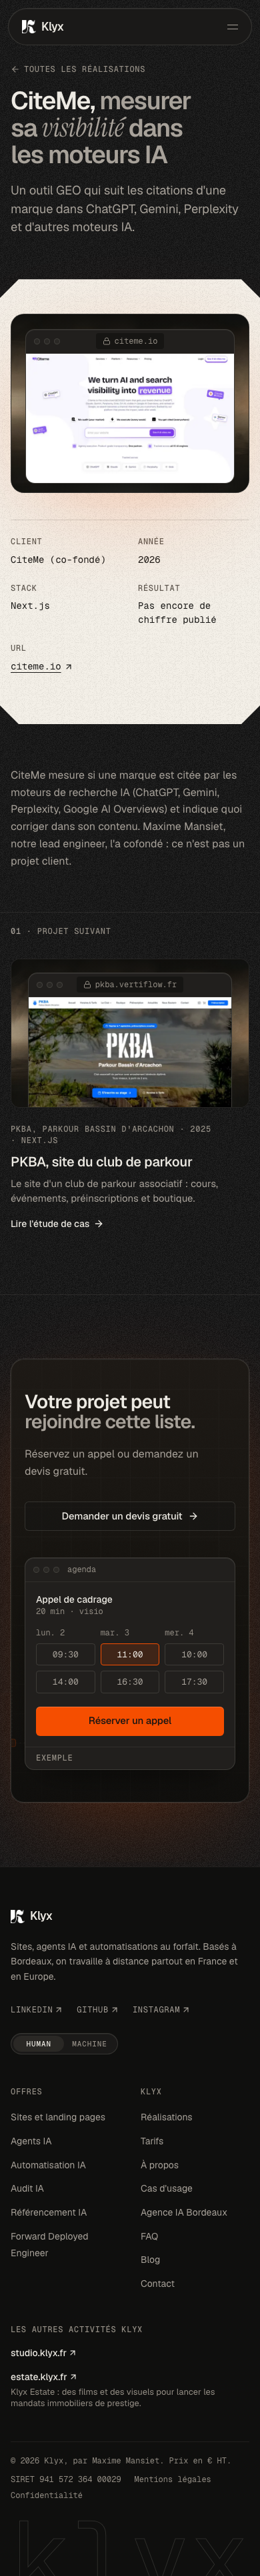 Klyx
← TOUTES LES RÉALISATIONS
CiteMe, mesurer
sa visibilité dans
les moteurs IA
Un outil GEO qui suit les citations d'une
marque dans ChatGPT, Gemini, Perplexity
et d'autres moteurs IA.
citeme.io
We turn AI and search
visibility into revenue
CLIENT
ANNÉE
CiteMe (co-fondé)
2026
STACK
RÉSULTAT
Next.js
Pas encore de
chiffre publié
URL
citeme.io ↗
CiteMe mesure si une marque est citée par les
moteurs de recherche IA (ChatGPT, Gemini,
Perplexity, Google AI Overviews) et indique quoi
corriger dans son contenu. Maxime Mansiet,
notre lead engineer, l'a cofondé : ce n'est pas un
projet client.
01 · PROJET SUIVANT
pkba.vertiflow.fr
PKBA
Parkour Bassin d'Arcachon
PKBA, PARKOUR BASSIN D'ARCACHON · 2025
· NEXT.JS
PKBA, site du club de parkour
Le site d'un club de parkour associatif : cours,
événements, préinscriptions et boutique.
Lire l'étude de cas →
Votre projet peut
rejoindre cette liste.
Réservez un appel ou demandez un
devis gratuit.
Demander un devis gratuit →
agenda
Appel de cadrage
20 min · visio
lun. 2 mar. 3 mer. 4
09:30 11:00 10:00
14:00 16:30 17:30
Réserver un appel
EXEMPLE
Klyx
Sites, agents IA et automatisations au forfait. Basés à
Bordeaux, on travaille à distance partout en France et
en Europe.
LINKEDIN ↗ GITHUB ↗ INSTAGRAM ↗
HUMAN MACHINE
OFFRES
Sites et landing pages
Agents IA
Automatisation IA
Audit IA
Référencement IA
Forward Deployed
Engineer
KLYX
Réalisations
Tarifs
À propos
Cas d'usage
Agence IA Bordeaux
FAQ
Blog
Contact
LES AUTRES ACTIVITÉS KLYX
studio.klyx.fr ↗
estate.klyx.fr ↗
Klyx Estate : des films et des visuels pour lancer les
mandats immobiliers de prestige.
© 2026 Klyx, par Maxime Mansiet. Prix en € HT.
SIRET 941 572 364 00029 Mentions légales
Confidentialité
klyx